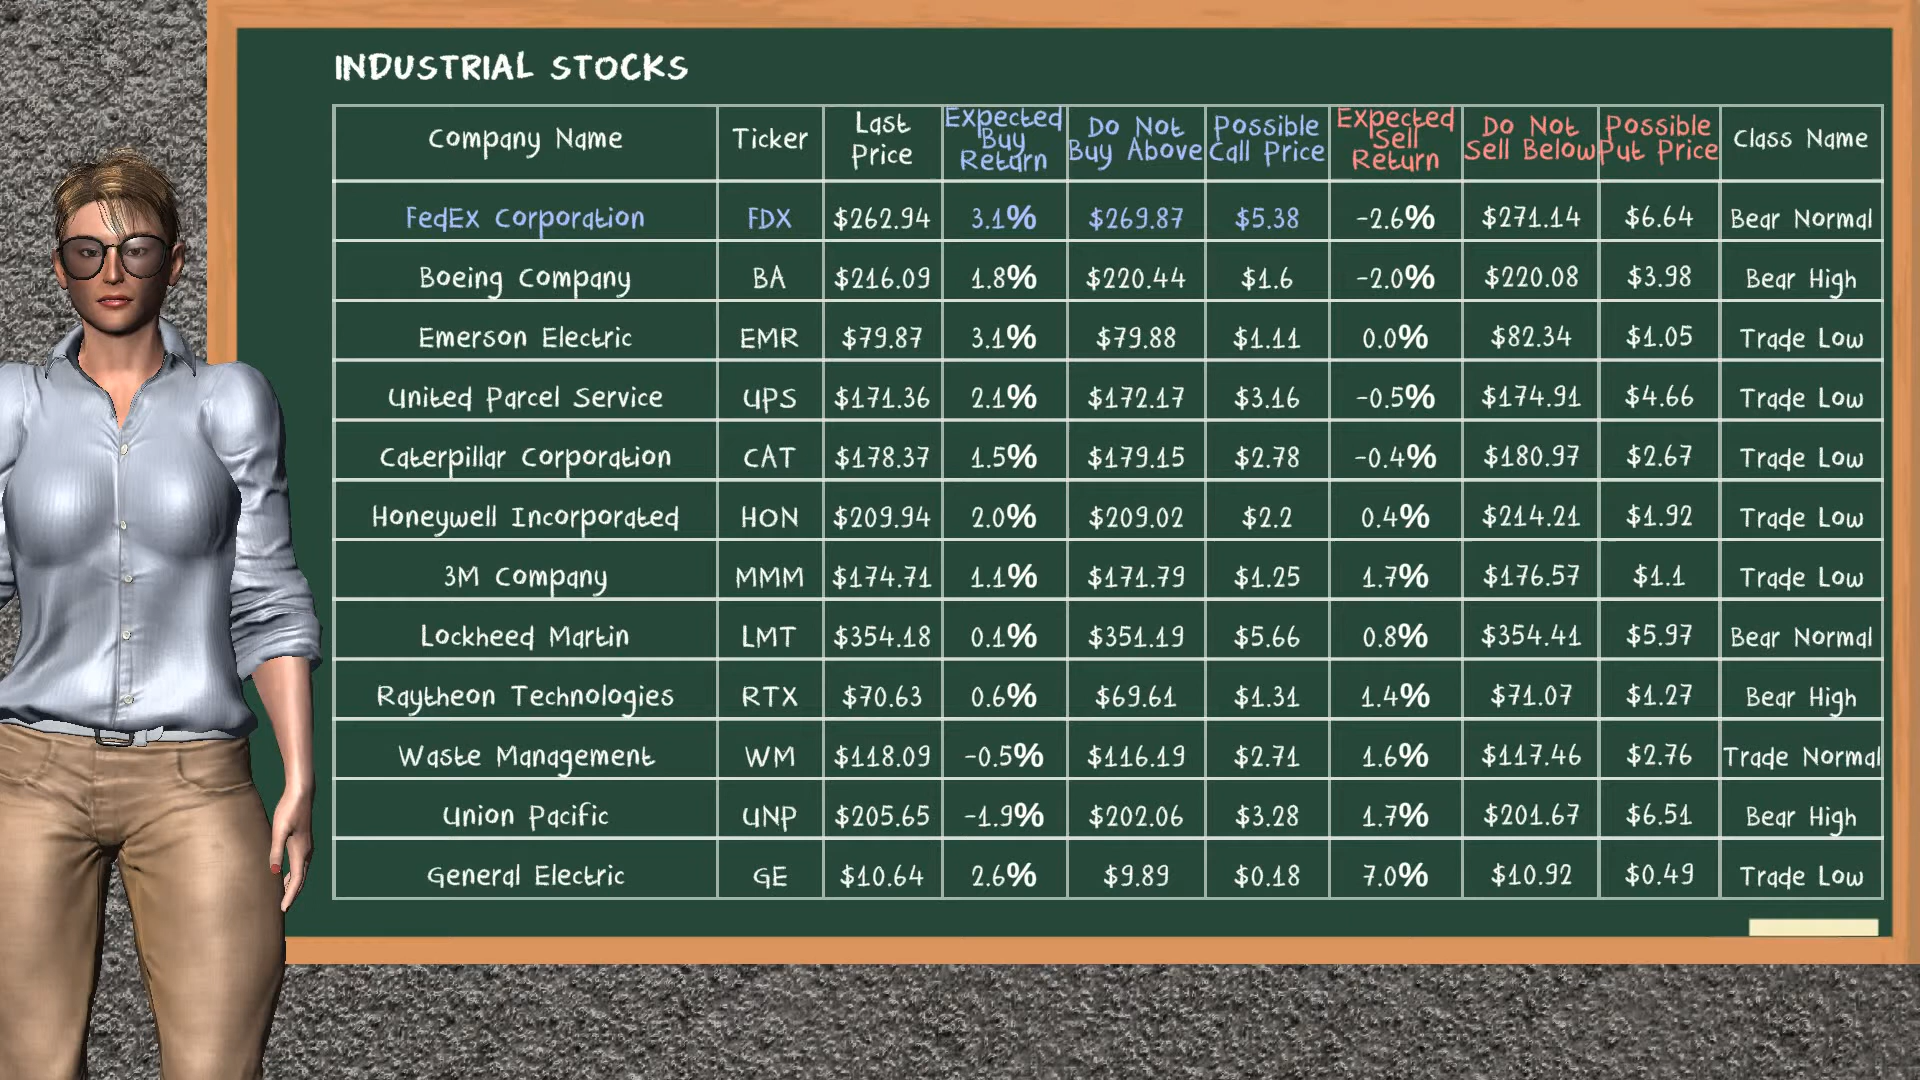 INDUSTRIAL STOCKS
Company Name Ticker Last Price Expected Buy Return Do Not Buy Above Possible Call Price Expected Sell Return Do Not Sell Below Possible Put Price Class Name
FedEx Corporation FDX $262.94 3.1% $269.87 $5.38 -2.6% $271.14 $6.64 Bear Normal
Boeing Company BA $216.09 1.8% $220.44 $1.6 -2.0% $220.08 $3.98 Bear High
Emerson Electric EMR $79.87 3.1% $79.88 $1.11 0.0% $82.34 $1.05 Trade Low
United Parcel Service UPS $171.36 2.1% $172.17 $3.16 -0.5% $174.91 $4.66 Trade Low
Caterpillar Corporation CAT $178.37 1.5% $179.15 $2.78 -0.4% $180.97 $2.67 Trade Low
Honeywell Incorporated HON $209.94 2.0% $209.02 $2.2 0.4% $214.21 $1.92 Trade Low
3M Company MMM $174.71 1.1% $171.79 $1.25 1.7% $176.57 $1.1 Trade Low
Lockheed Martin LMT $354.18 0.1% $351.19 $5.66 0.8% $354.41 $5.97 Bear Normal
Raytheon Technologies RTX $70.63 0.6% $69.61 $1.31 1.4% $71.07 $1.27 Bear High
Waste Management WM $118.09 -0.5% $116.19 $2.71 1.6% $117.46 $2.76 Trade Normal
Union Pacific UNP $205.65 -1.9% $202.06 $3.28 1.7% $201.67 $6.51 Bear High
General Electric GE $10.64 2.6% $9.89 $0.18 7.0% $10.92 $0.49 Trade Low